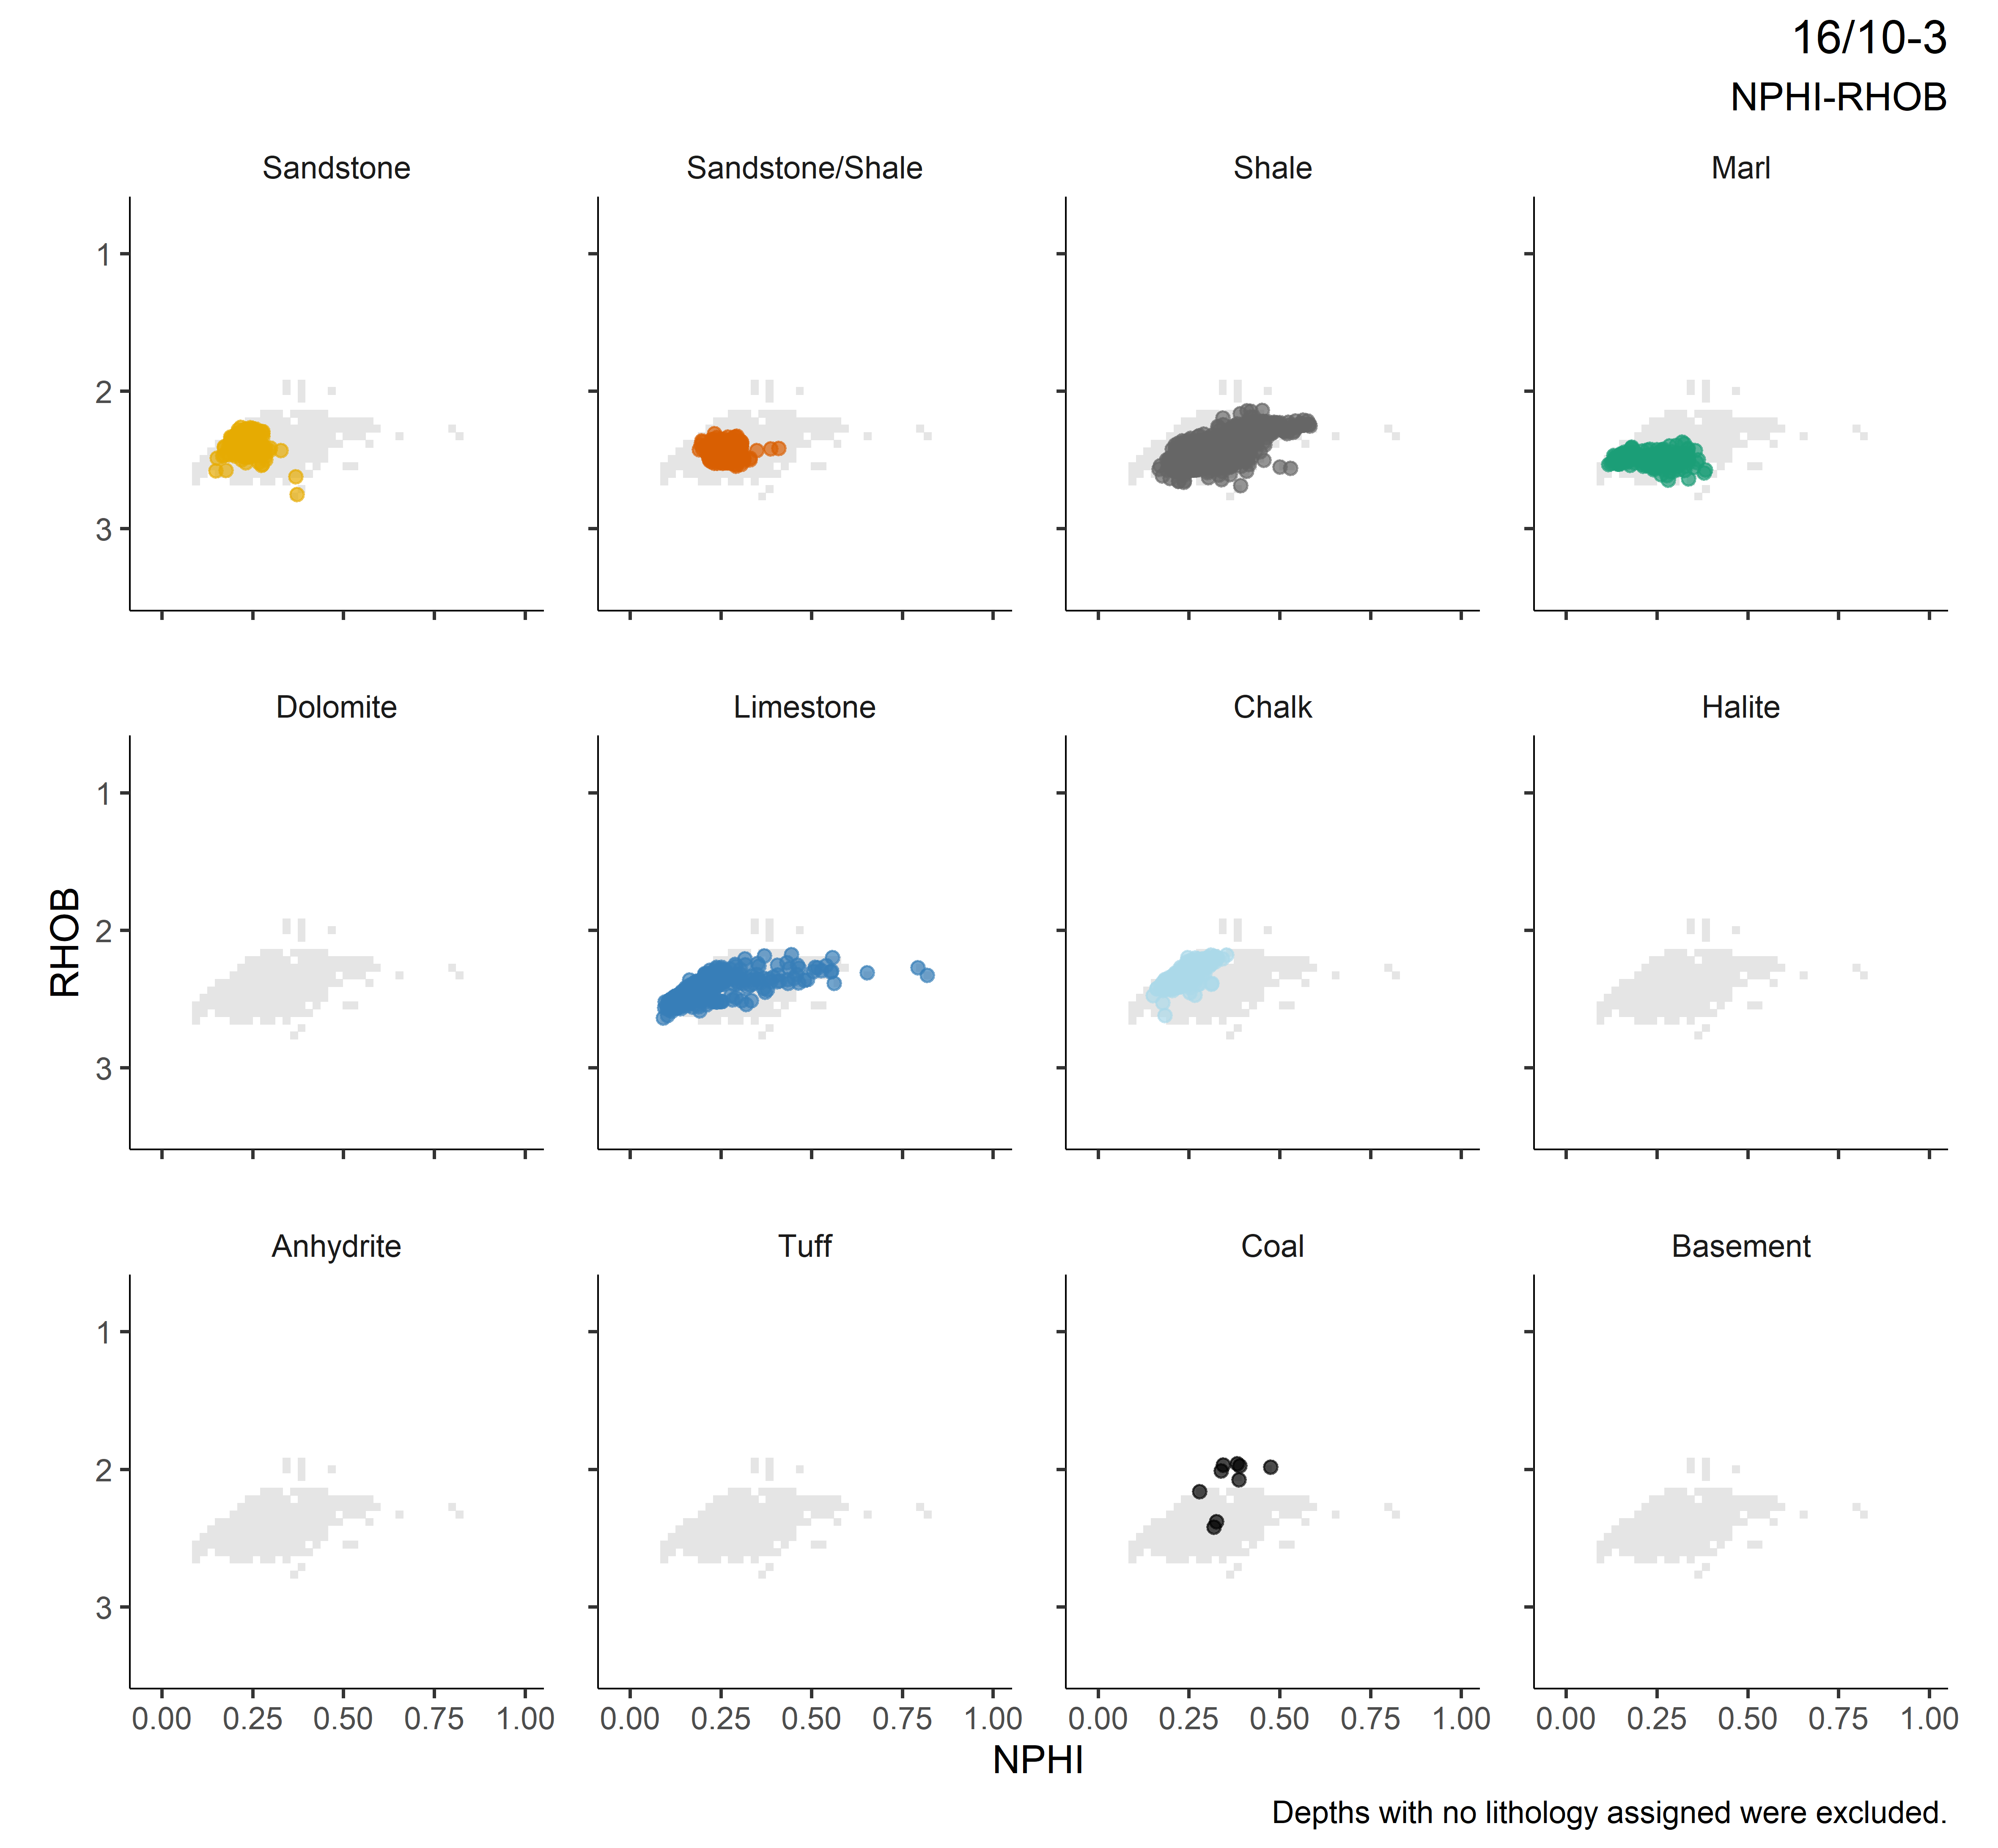 16/10-3
NPHI-RHOB
Sandstone Sandstone/Shale Shale Marl
1
2
3
Dolomite Limestone Chalk Halite
1
2
3
RHOB
Anhydrite Tuff Coal Basement
1
2
3
0.00 0.25 0.50 0.75 1.00 0.00 0.25 0.50 0.75 1.00 0.00 0.25 0.50 0.75 1.00 0.00 0.25 0.50 0.75 1.00
NPHI
Depths with no lithology assigned were excluded.